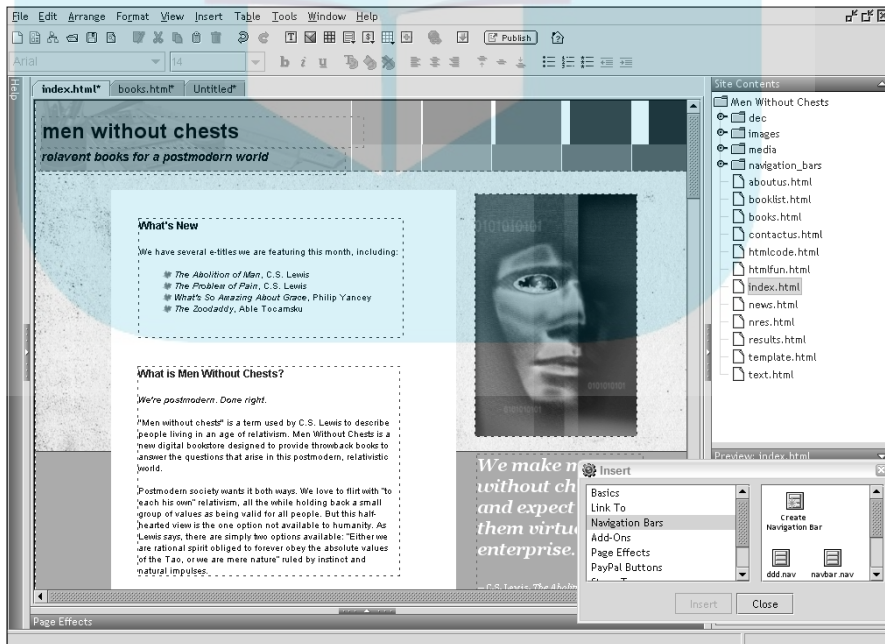 File Edit Arrange Format View Insert Table Tools Window Help
Publish
Arial 14
b i u
Help
index.html* books.html* Untitled*
men without chests
relavont books for a postmodern world
What's New
We have several e-titles we are featuring this month, including:
The Abolition of Man, C.S. Lewis
The Problem of Pain, C.S. Lewis
What's So Amazing About Grace, Philip Yancey
The Zoodaddy, Able Tocamsku
What is Men Without Chests?
We're postmodern. Done right.
"Men without chests" is a term used by C.S. Lewis to describe
people living in an age of relativism. Men Without Chests is a
new digital bookstore designed to provide throwback books to
answer the questions that arise in this postmodern, relativistic
world.
Postmodern society wants it both ways. We love to flirt with "to
each his own" relativism, all the while holding back a small
group of values as being valid for all people. But this half-
hearted view is the one option not available to humanity. As
Lewis says, there are simply two options available: "Either we
are rational spirit obliged to forever obey the absolute values
of the Tao, or we are mere nature" ruled by instinct and
natural impulses.
010101010101
0101010101
0101010101
We make m
without ch
and expect
them virtu
enterprise.
– C.S. Lewis, The Aboliti
Page Effects
Site Contents
Men Without Chests
dec
images
media
navigation_bars
aboutus.html
booklist.html
books.html
contactus.html
htmlcode.html
htmlfun.html
index.html
news.html
nres.html
results.html
template.html
text.html
Preview: index.html
Insert
Basics
Link To
Navigation Bars
Add-Ons
Page Effects
PayPal Buttons
Create
Navigation Bar
ddd.nav navbar.nav
Insert Close